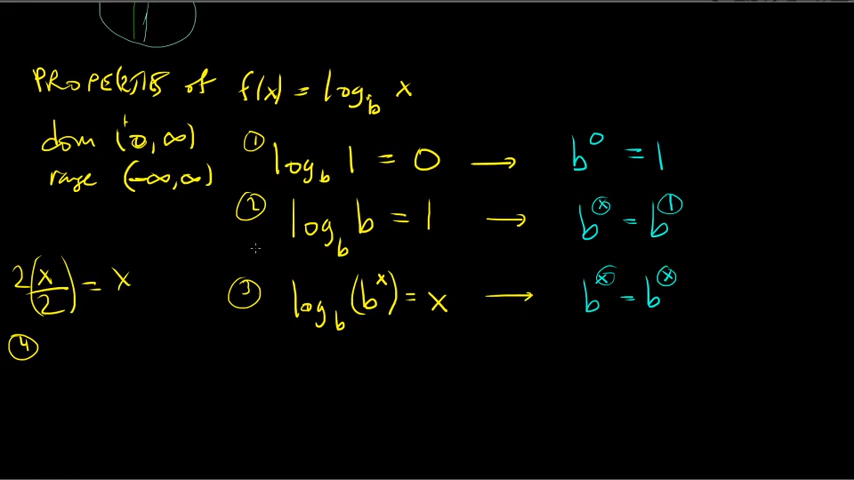 PROPERTIES of f(x) = log_b x
dom (0, ∞)
range (-∞, ∞)
① log_b 1 = 0 → b^0 = 1
② log_b b = 1 → b^ⓧ = b^①
2(x/2) = x
③ log_b (b^x) = x → b^ⓧ = b^ⓧ
④